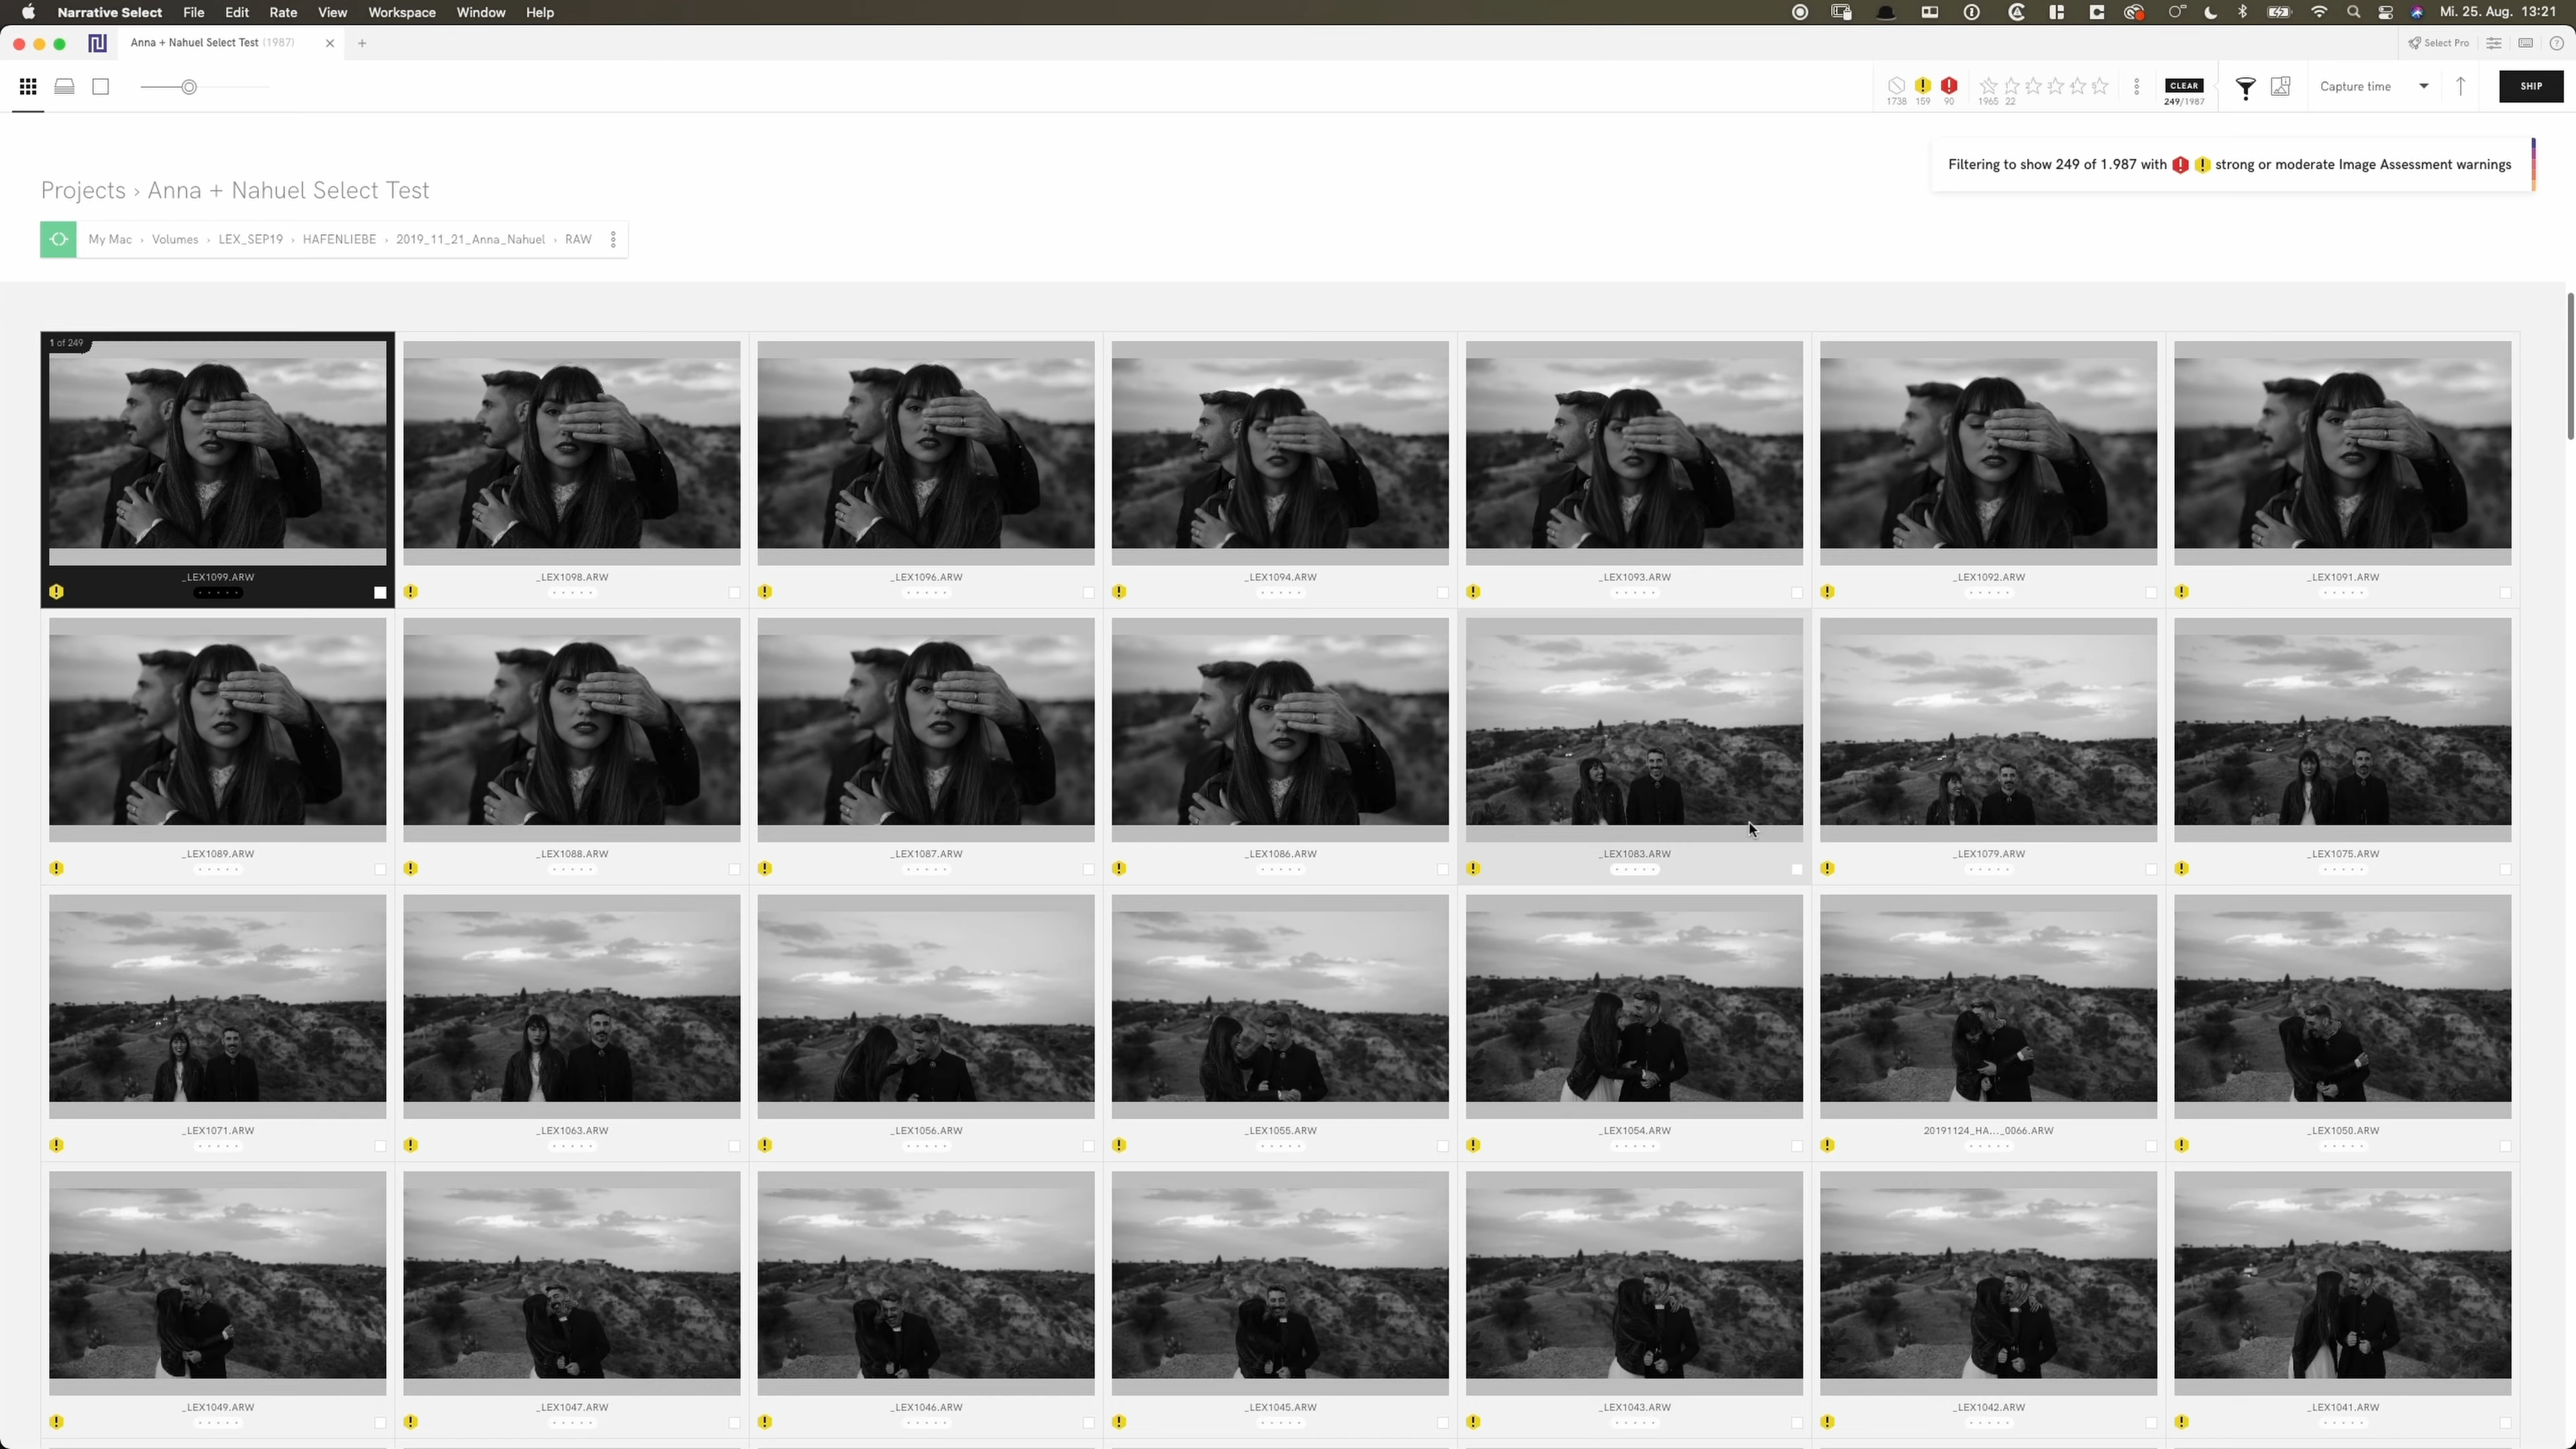 Narrative Select File Edit Rate View Workspace Window Help Mi. 25. Aug. 13:21
Anna + Nahuel Select Test (1987) Select Pro
1738 159 90 1965 22 CLEAR 249/1987 Capture time SHIP
Filtering to show 249 of 1.987 with strong or moderate Image Assessment warnings
Projects › Anna + Nahuel Select Test
My Mac › Volumes › LEX_SEP19 › HAFENLIEBE › 2019_11_21_Anna_Nahuel › RAW
1 of 249
_LEX1099.ARW _LEX1098.ARW _LEX1096.ARW _LEX1094.ARW _LEX1093.ARW _LEX1092.ARW _LEX1091.ARW
_LEX1089.ARW _LEX1088.ARW _LEX1087.ARW _LEX1086.ARW _LEX1083.ARW _LEX1079.ARW _LEX1075.ARW
_LEX1071.ARW _LEX1063.ARW _LEX1056.ARW _LEX1055.ARW _LEX1054.ARW 20191124_HA..._0066.ARW _LEX1050.ARW
_LEX1049.ARW _LEX1047.ARW _LEX1046.ARW _LEX1045.ARW _LEX1043.ARW _LEX1042.ARW _LEX1041.ARW